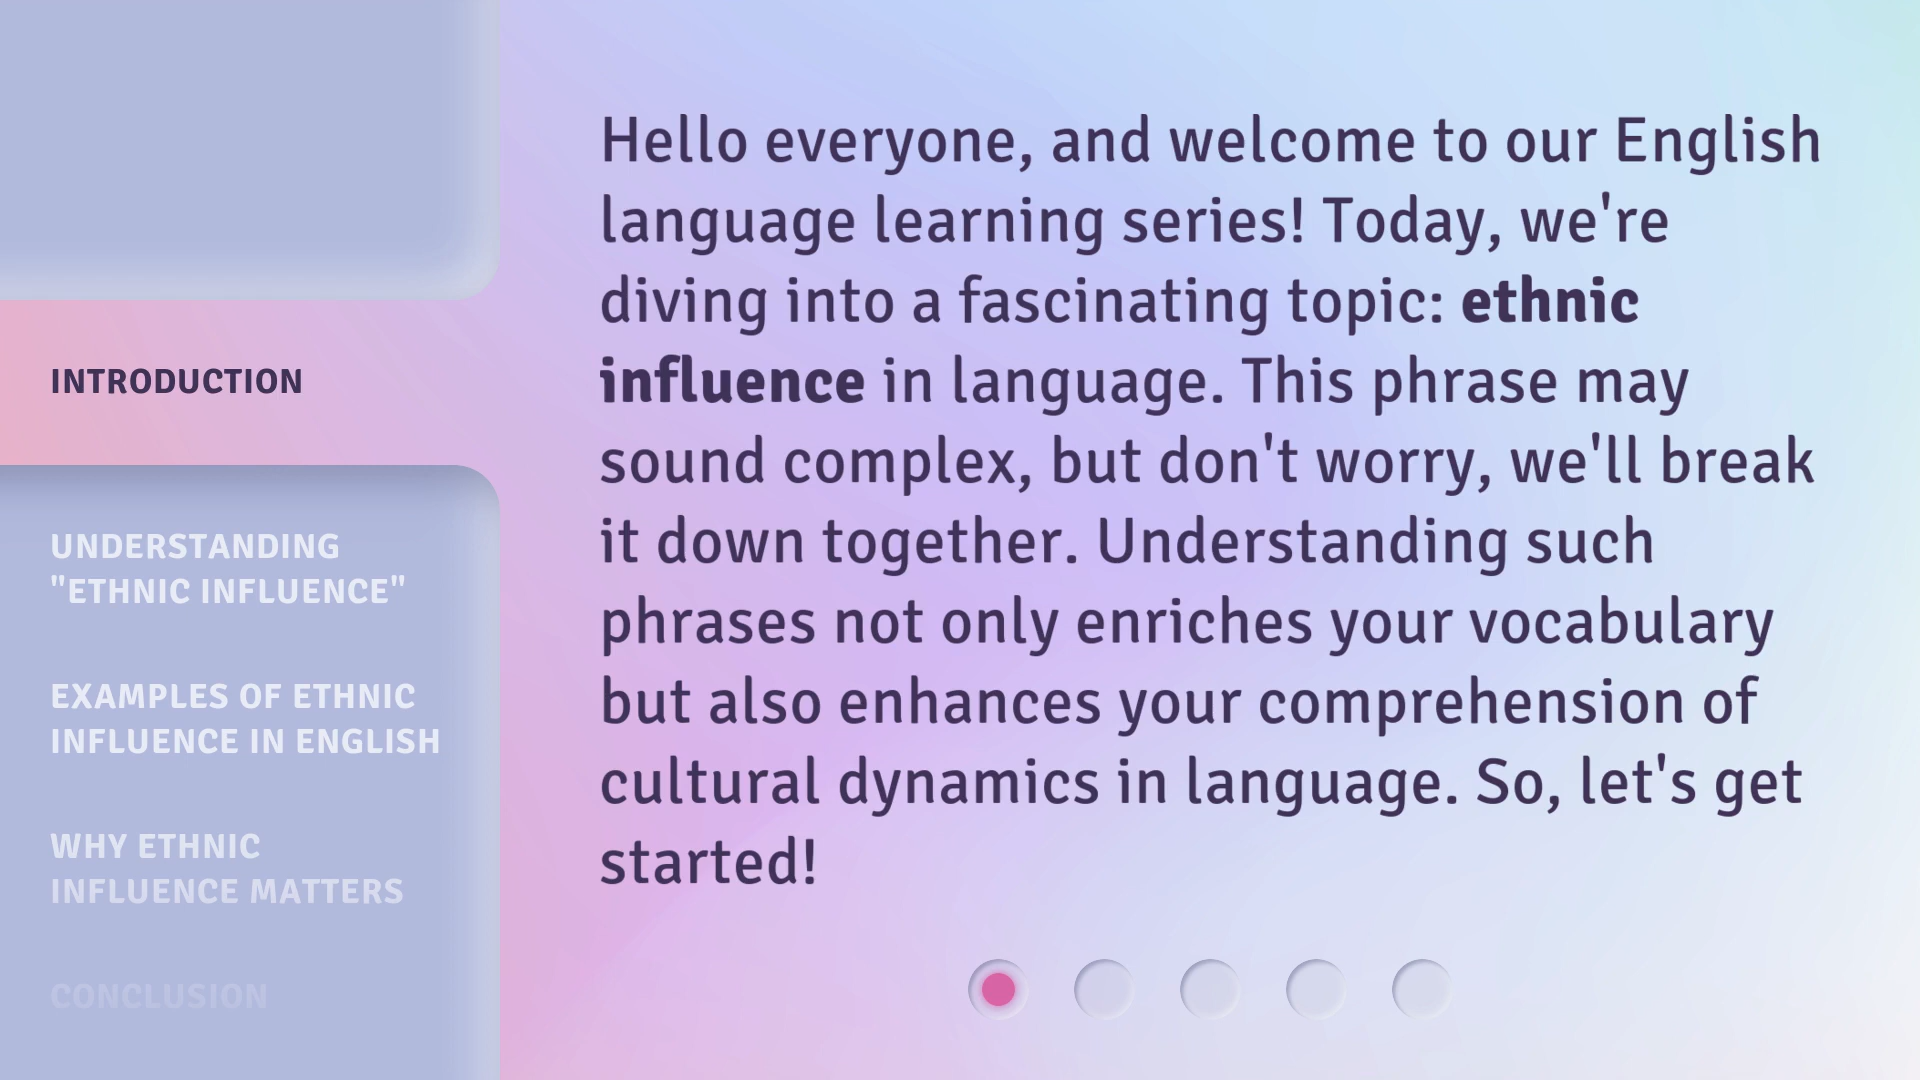 INTRODUCTION
UNDERSTANDING
"ETHNIC INFLUENCE"
EXAMPLES OF ETHNIC
INFLUENCE IN ENGLISH
WHY ETHNIC
INFLUENCE MATTERS
CONCLUSION
Hello everyone, and welcome to our English
language learning series! Today, we're
diving into a fascinating topic: ethnic
influence in language. This phrase may
sound complex, but don't worry, we'll break
it down together. Understanding such
phrases not only enriches your vocabulary
but also enhances your comprehension of
cultural dynamics in language. So, let's get
started!